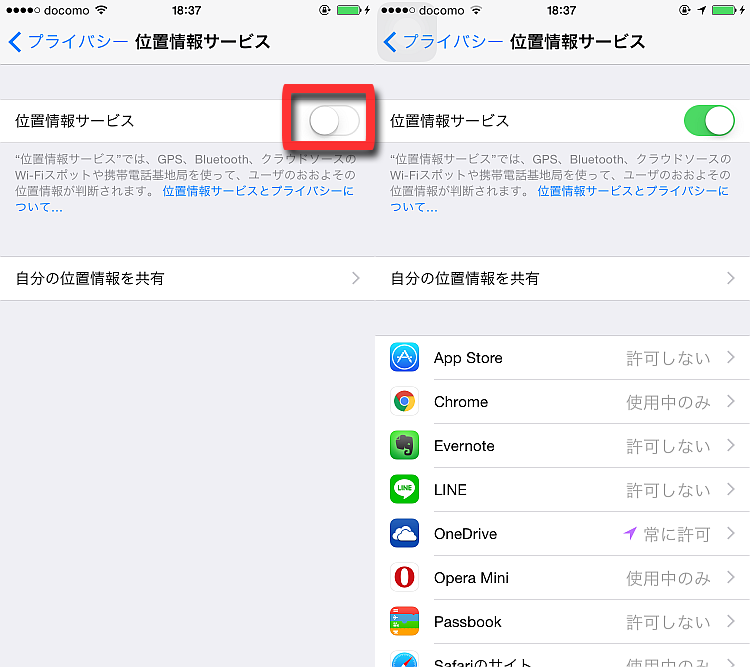 docomo 18:37
プライバシー 位置情報サービス
位置情報サービス
“位置情報サービス”では、GPS、Bluetooth、クラウドソースの
Wi-Fiスポットや携帯電話基地局を使って、ユーザのおおよその
位置情報が判断されます。 位置情報サービスとプライバシーに
ついて...
自分の位置情報を共有
docomo 18:37
プライバシー 位置情報サービス
位置情報サービス
“位置情報サービス”では、GPS、Bluetooth、クラウドソースの
Wi-Fiスポットや携帯電話基地局を使って、ユーザのおおよその
位置情報が判断されます。 位置情報サービスとプライバシーに
ついて...
自分の位置情報を共有
App Store 許可しない
Chrome 使用中のみ
Evernote 許可しない
LINE LINE 許可しない
OneDrive 常に許可
Opera Mini 使用中のみ
Passbook 許可しない
Safariのサイト 使用中のみ